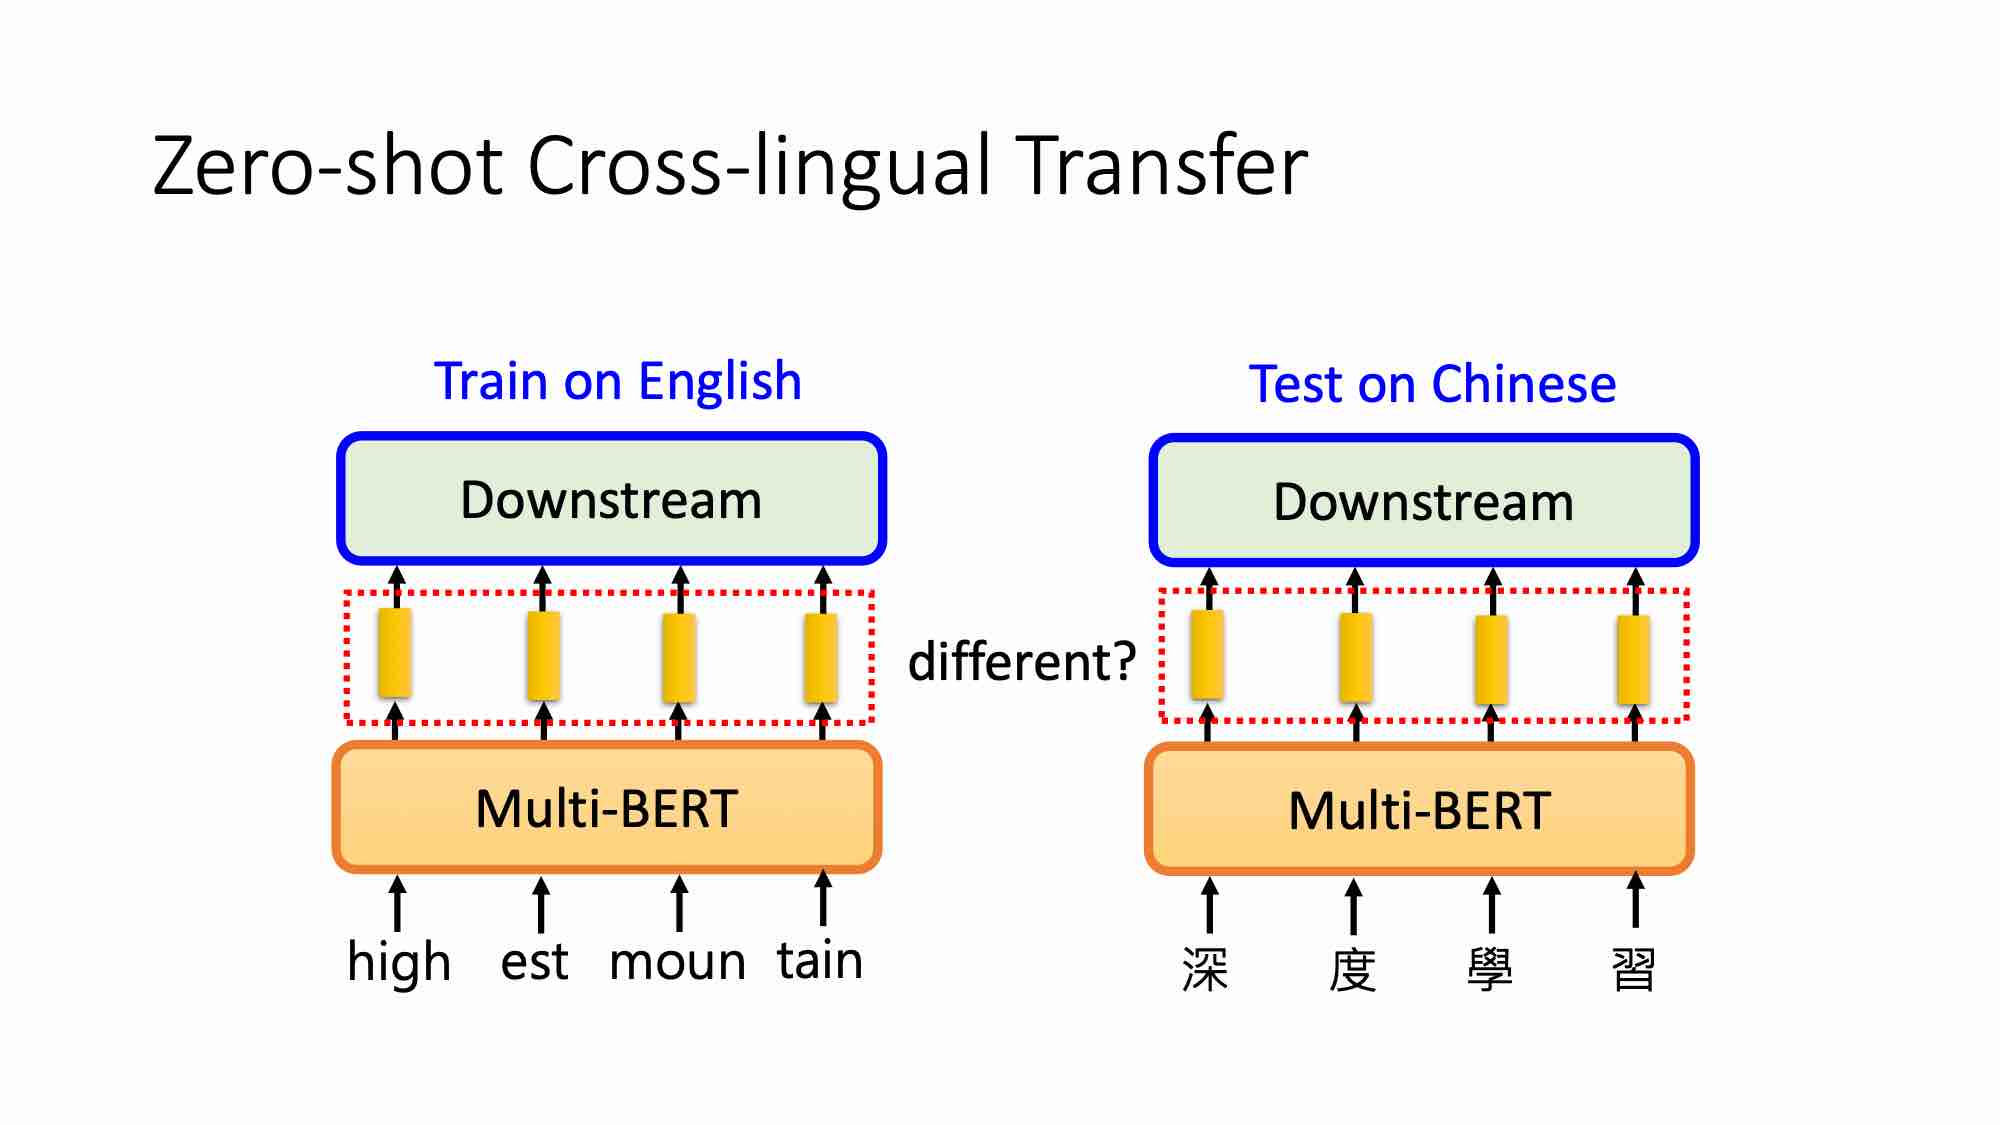 Zero-shot Cross-lingual Transfer
Train on English
Downstream
Multi-BERT
high est moun tain
different?
Test on Chinese
Downstream
Multi-BERT
深 度 學 習